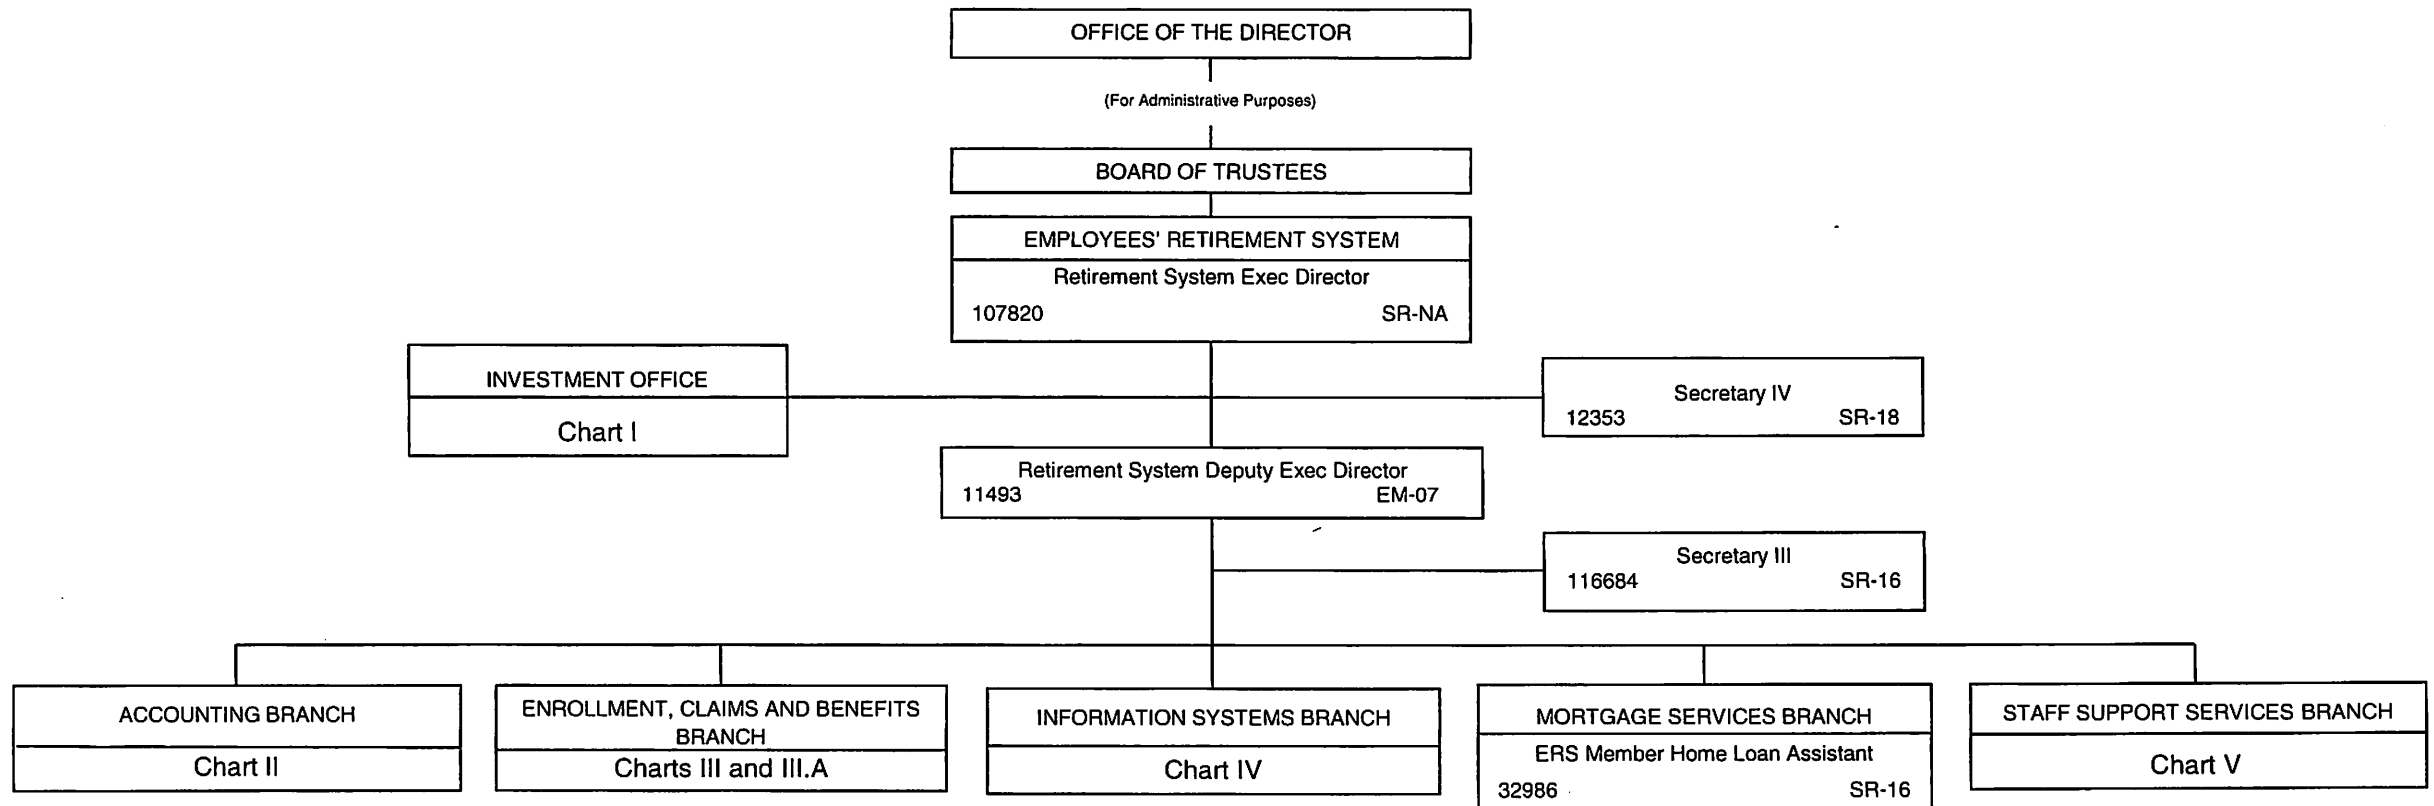 OFFICE OF THE DIRECTOR
(For Administrative Purposes)
BOARD OF TRUSTEES
EMPLOYEES' RETIREMENT SYSTEM
Retirement System Exec Director
107820 SR-NA
INVESTMENT OFFICE
Chart I
Secretary IV
12353 SR-18
Retirement System Deputy Exec Director
11493 EM-07
Secretary III
116684 SR-16
ACCOUNTING BRANCH
Chart II
ENROLLMENT, CLAIMS AND BENEFITS
BRANCH
Charts III and III.A
INFORMATION SYSTEMS BRANCH
Chart IV
MORTGAGE SERVICES BRANCH
ERS Member Home Loan Assistant
32986 SR-16
STAFF SUPPORT SERVICES BRANCH
Chart V